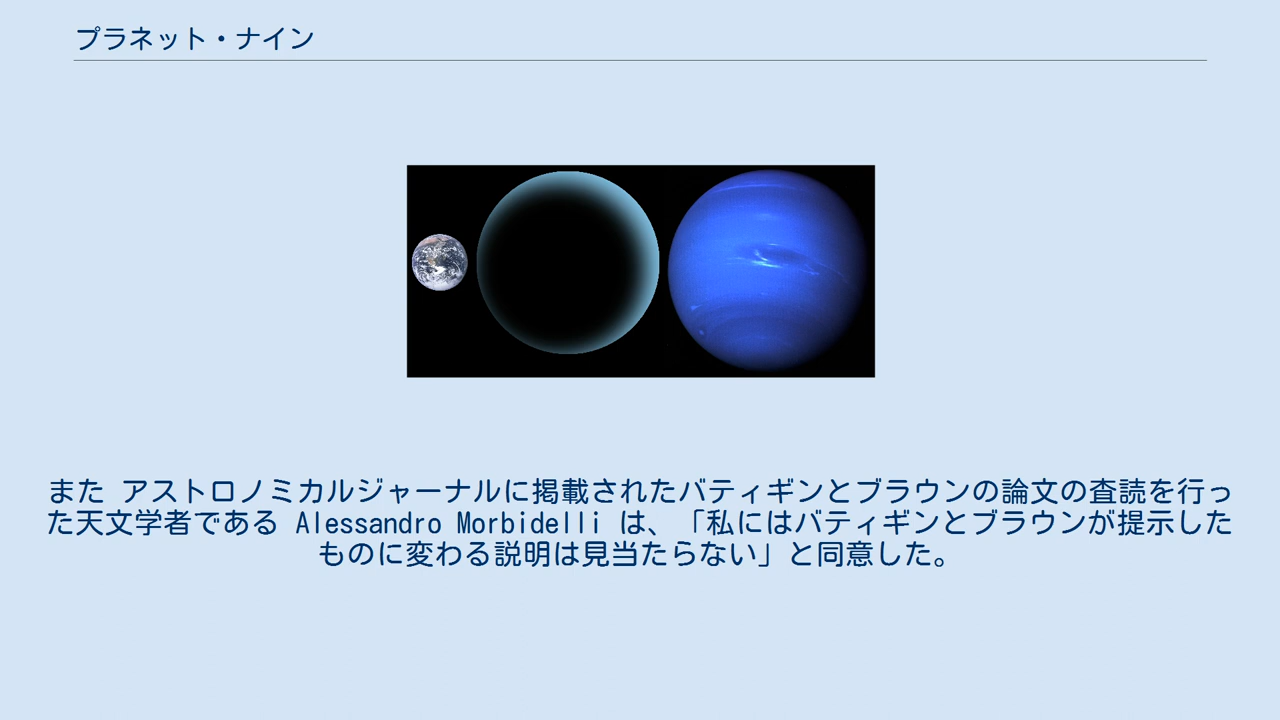 プラネット・ナイン
また アストロノミカルジャーナルに掲載されたバティギンとブラウンの論文の査読を行っ
た天文学者である Alessandro Morbidelli は、「私にはバティギンとブラウンが提示した
ものに変わる説明は見当たらない」と同意した。